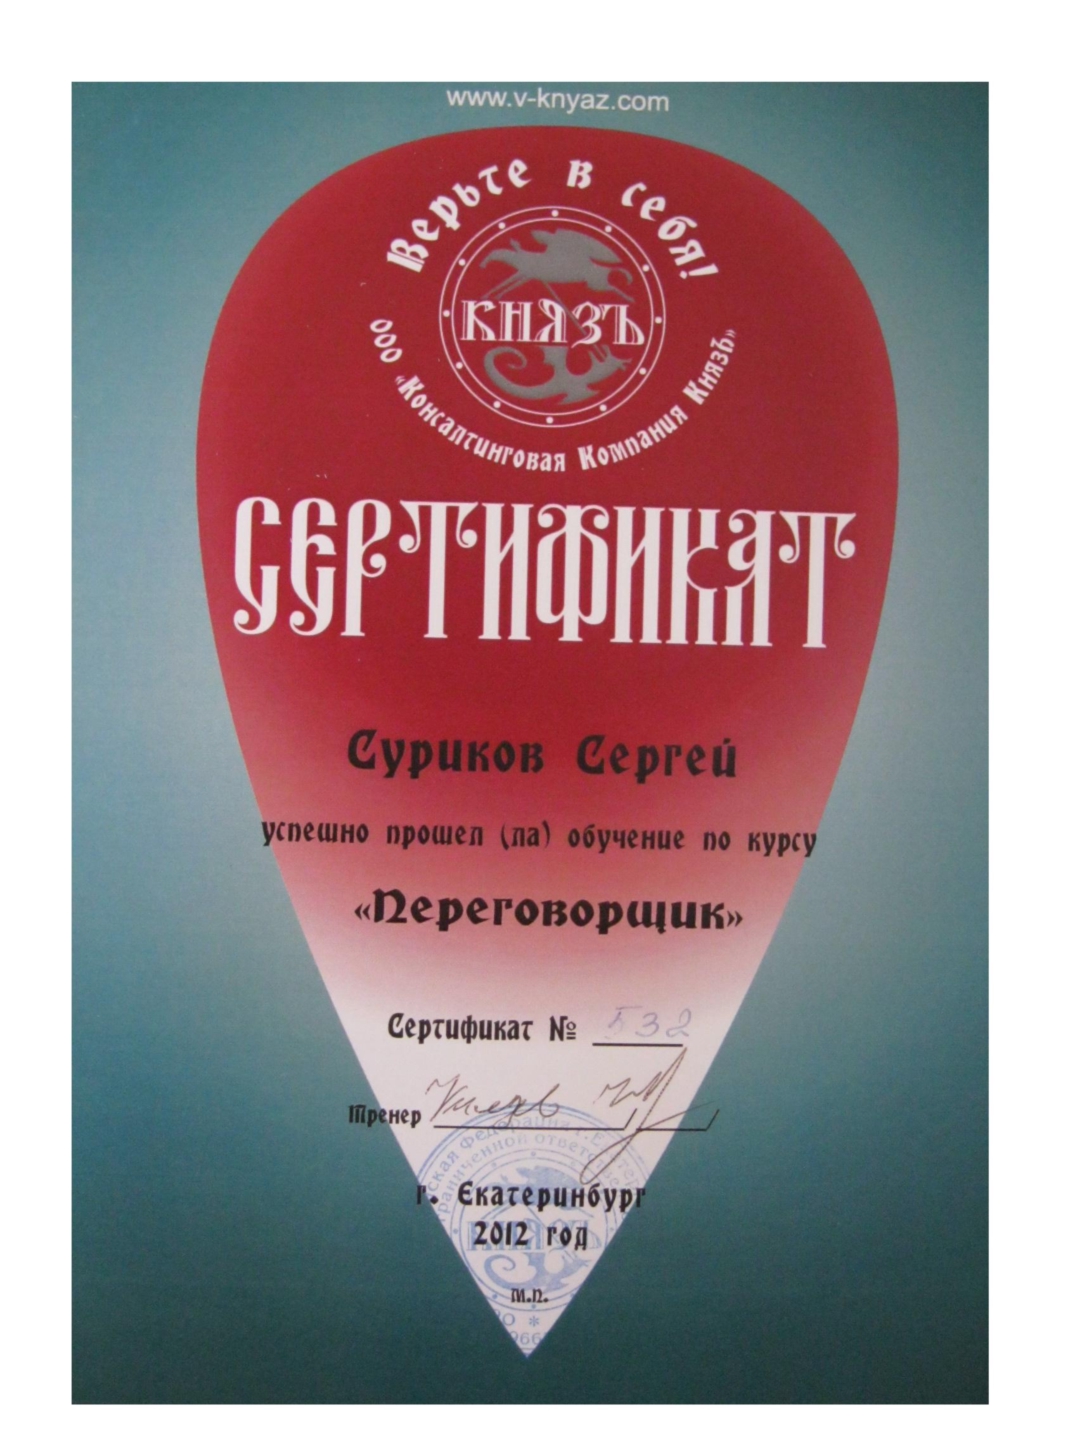 www.v-knyaz.com
Верьте в себя!
КНЯЗЪ
ООО «Консалтинговая Компания Князъ»
СЕРТИФИКАТ
Суриков Сергей
успешно прошел (ла) обучение по курсу
«Переговорщик»
Сертификат № 532
Тренер
г. Екатеринбург
2012 год
м.п.